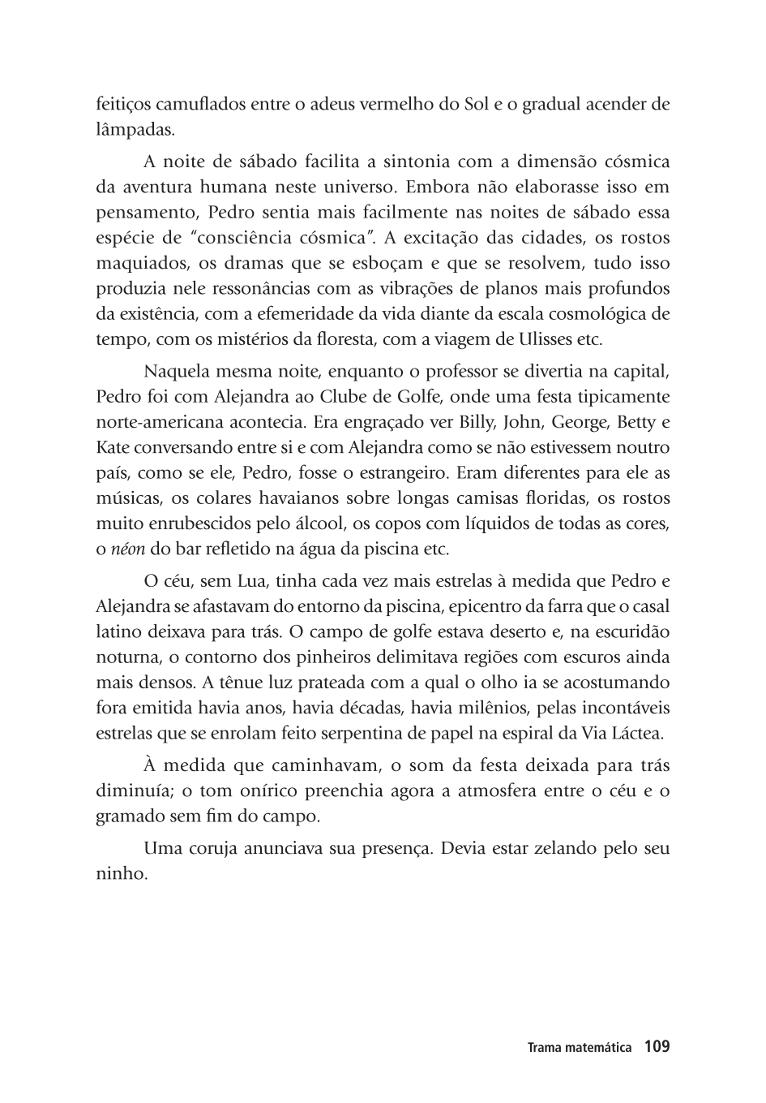 feitiços camuflados entre o adeus vermelho do Sol e o gradual acender de
lâmpadas.
A noite de sábado facilita a sintonia com a dimensão cósmica
da aventura humana neste universo. Embora não elaborasse isso em
pensamento, Pedro sentia mais facilmente nas noites de sábado essa
espécie de “consciência cósmica”. A excitação das cidades, os rostos
maquiados, os dramas que se esboçam e que se resolvem, tudo isso
produzia nele ressonâncias com as vibrações de planos mais profundos
da existência, com a efemeridade da vida diante da escala cosmológica de
tempo, com os mistérios da floresta, com a viagem de Ulisses etc.
Naquela mesma noite, enquanto o professor se divertia na capital,
Pedro foi com Alejandra ao Clube de Golfe, onde uma festa tipicamente
norte-americana acontecia. Era engraçado ver Billy, John, George, Betty e
Kate conversando entre si e com Alejandra como se não estivessem noutro
país, como se ele, Pedro, fosse o estrangeiro. Eram diferentes para ele as
músicas, os colares havaianos sobre longas camisas floridas, os rostos
muito enrubescidos pelo álcool, os copos com líquidos de todas as cores,
o néon do bar refletido na água da piscina etc.
O céu, sem Lua, tinha cada vez mais estrelas à medida que Pedro e
Alejandra se afastavam do entorno da piscina, epicentro da farra que o casal
latino deixava para trás. O campo de golfe estava deserto e, na escuridão
noturna, o contorno dos pinheiros delimitava regiões com escuros ainda
mais densos. A tênue luz prateada com a qual o olho ia se acostumando
fora emitida havia anos, havia décadas, havia milênios, pelas incontáveis
estrelas que se enrolam feito serpentina de papel na espiral da Via Láctea.
À medida que caminhavam, o som da festa deixada para trás
diminuía; o tom onírico preenchia agora a atmosfera entre o céu e o
gramado sem fim do campo.
Uma coruja anunciava sua presença. Devia estar zelando pelo seu
ninho.
Trama matemática 109